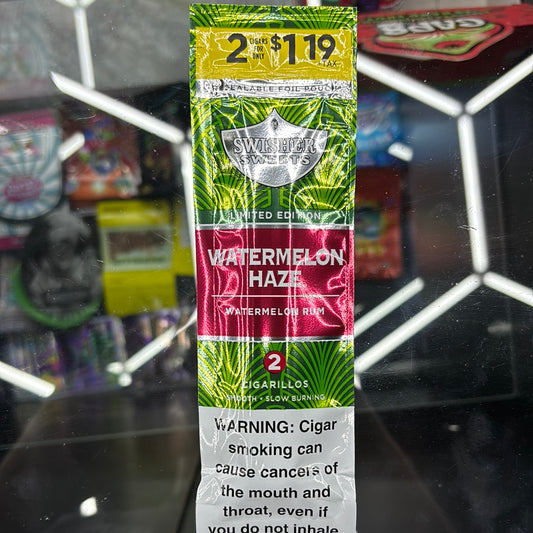 2 CIGARS FOR ONLY $1.19 +TAX
RESEALABLE FOIL POUCH
SWISHER
SWEETS
LIMITED EDITION
WATERMELON
HAZE
WATERMELON RUM
2
CIGARILLOS
SMOOTH • SLOW BURNING
WARNING: Cigar
smoking can
cause cancers of
the mouth and
throat, even if
you do not inhale.